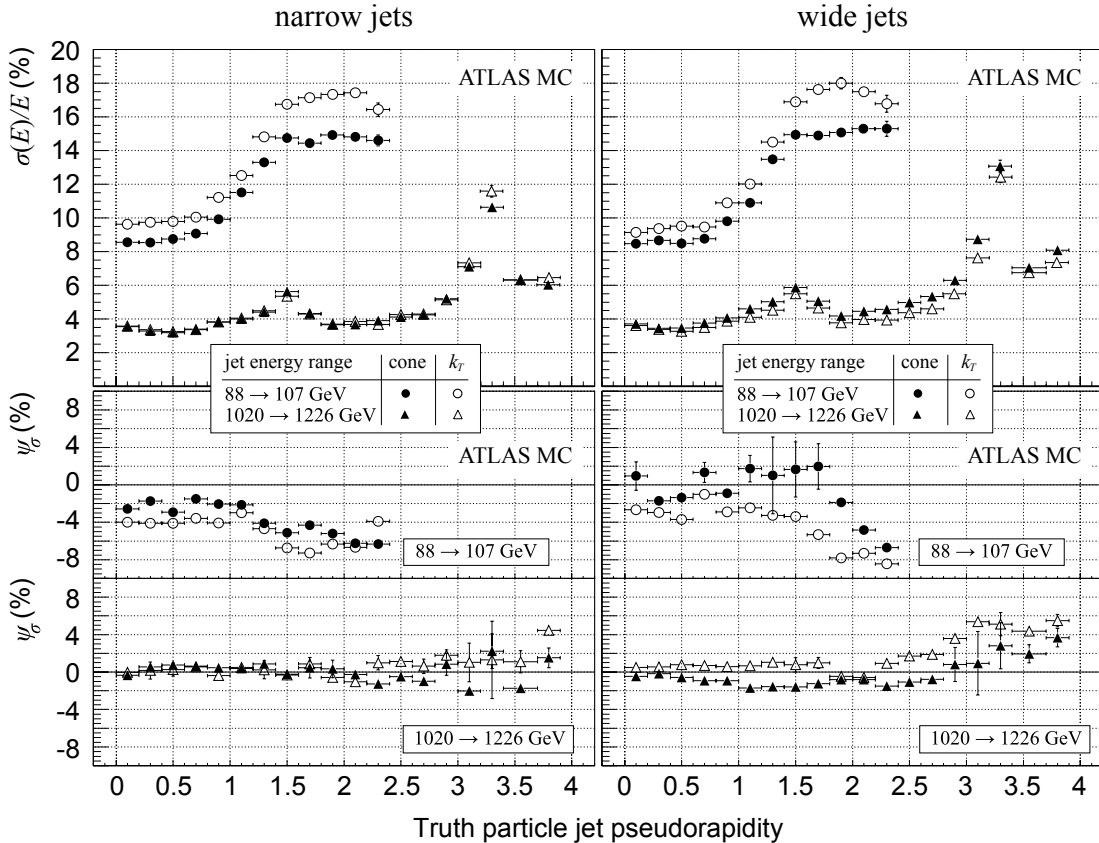 narrow jets
wide jets
σ(E)/E (%)
20
18
16
14
12
10
8
6
4
2
ATLAS MC
ATLAS MC
jet energy range cone kT
88 → 107 GeV
1020 → 1226 GeV
jet energy range cone kT
88 → 107 GeV
1020 → 1226 GeV
ψσ (%)
8
4
0
-4
-8
ATLAS MC
88 → 107 GeV
ATLAS MC
88 → 107 GeV
ψσ (%)
8
4
0
-4
-8
1020 → 1226 GeV
1020 → 1226 GeV
0 0.5 1 1.5 2 2.5 3 3.5 4
0 0.5 1 1.5 2 2.5 3 3.5 4
Truth particle jet pseudorapidity